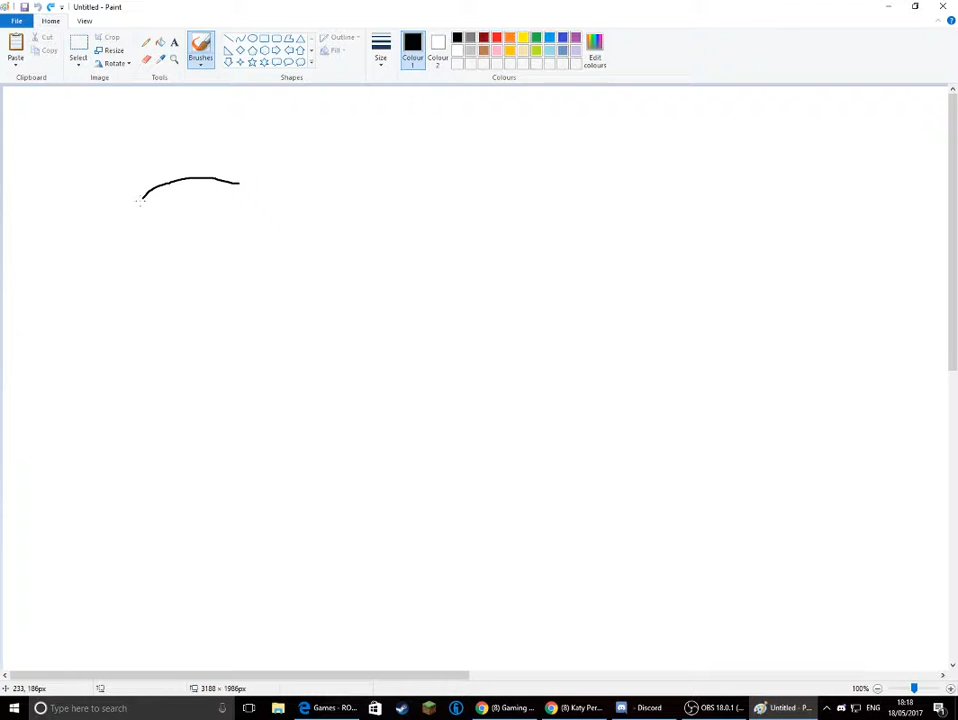 Untitled - Paint
File Home View
Paste
Cut
Copy
Clipboard
Select
Crop
Resize
Rotate
Image
A
Tools
Brushes
Outline
Fill
Shapes
Size
Colour 1
Colour 2
Edit colours
Colours
233, 186px
3188 × 1986px
100%
Type here to search
Games - RO...
(8) Gaming ...
(8) Katy Per...
- Discord
OBS 18.0.1 (...
Untitled - P...
ENG
18:18
18/05/2017